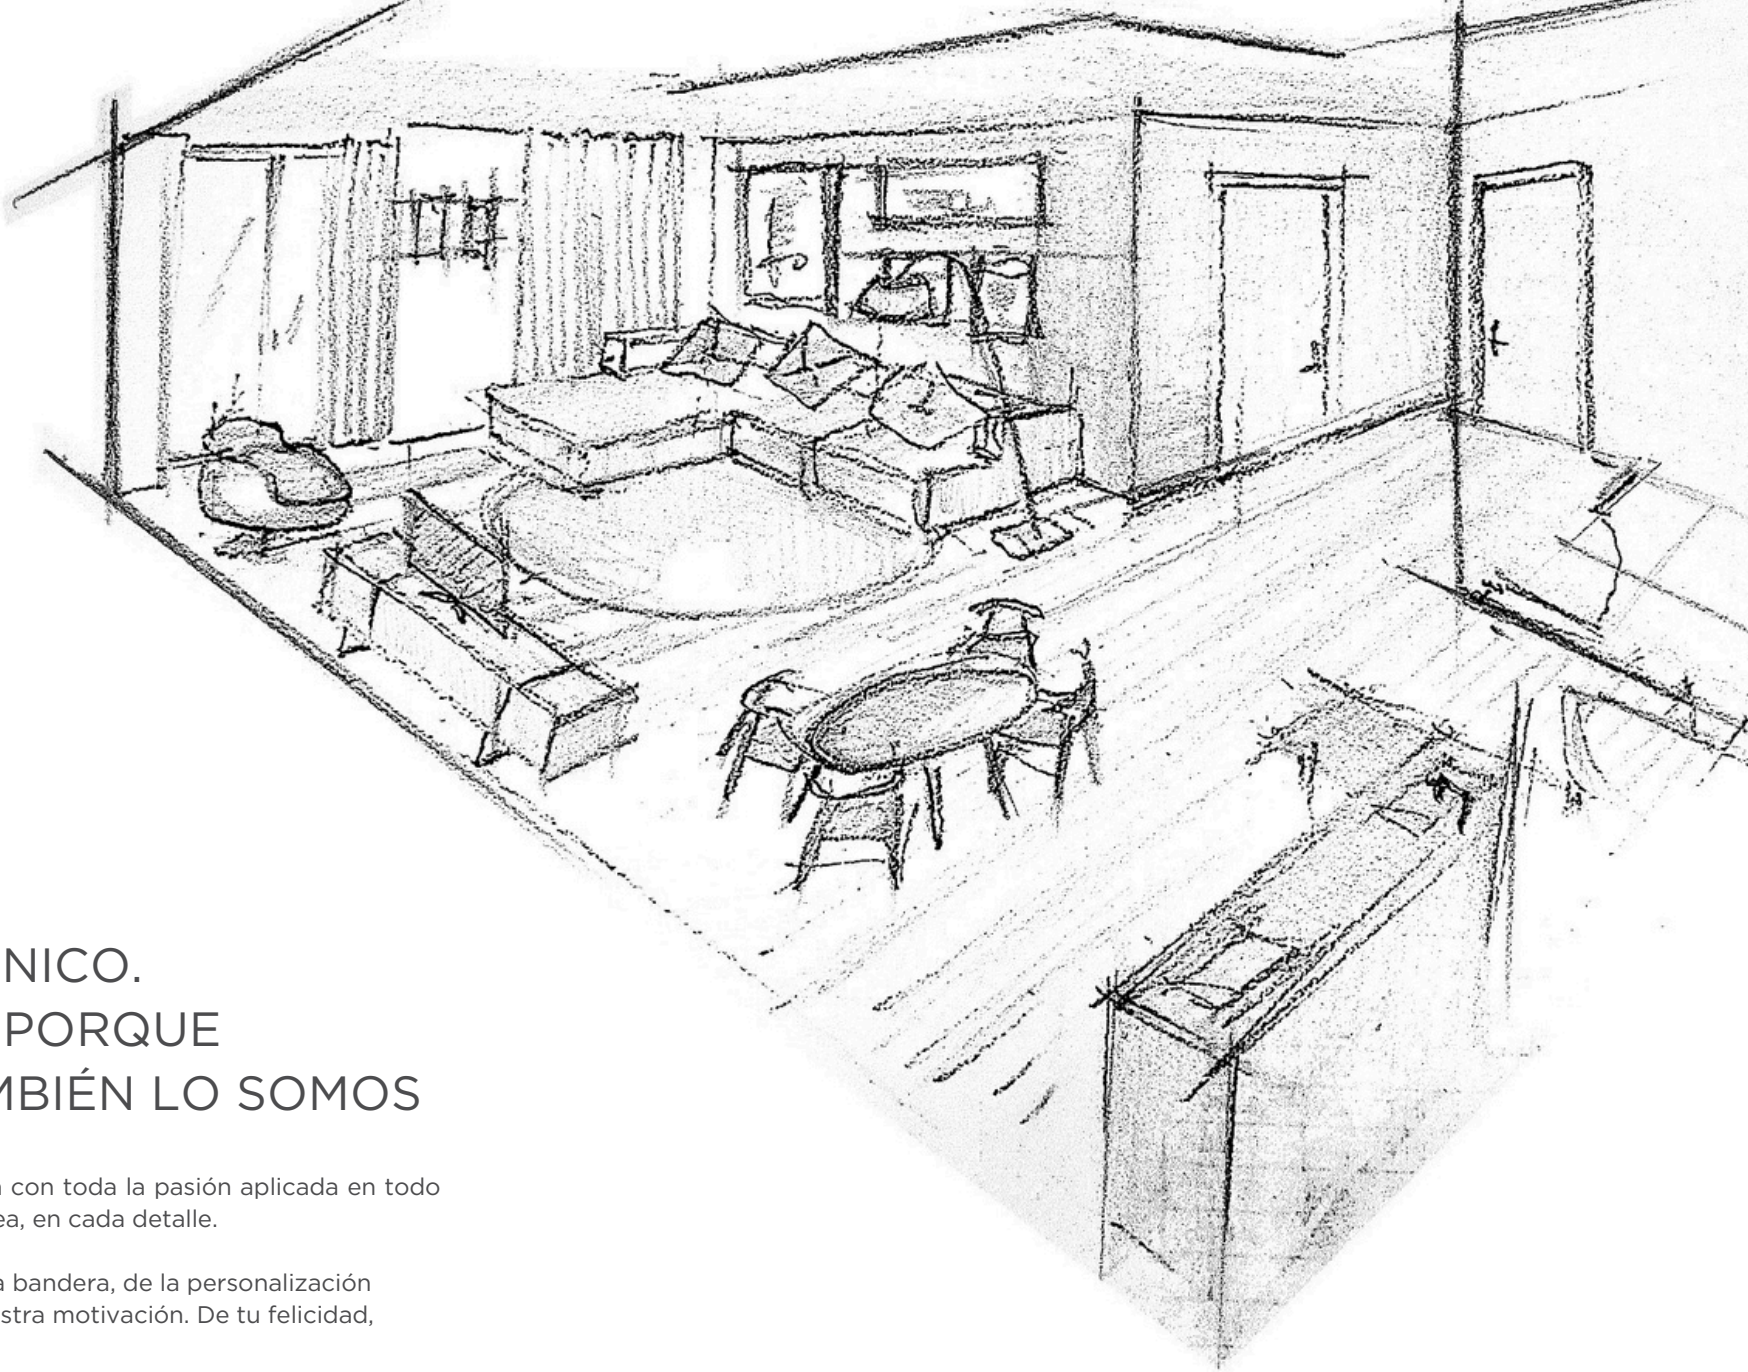 NICO.
PORQUE
MBIÉN LO SOMOS
con toda la pasión aplicada en todo
ea, en cada detalle.
a bandera, de la personalización
stra motivación. De tu felicidad,